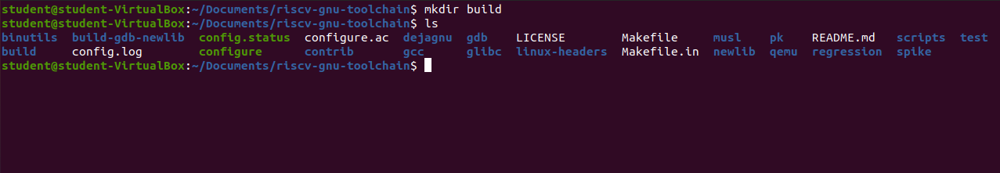 student@student-VirtualBox:~/Documents/riscv-gnu-toolchain$ mkdir build
student@student-VirtualBox:~/Documents/riscv-gnu-toolchain$ ls
binutils  build-gdb-newlib  config.status  configure.ac  dejagnu  gdb    LICENSE        Makefile     musl    pk    README.md   scripts  test
build     config.log        configure      contrib       gcc      glibc  linux-headers  Makefile.in  newlib  qemu  regression  spike
student@student-VirtualBox:~/Documents/riscv-gnu-toolchain$